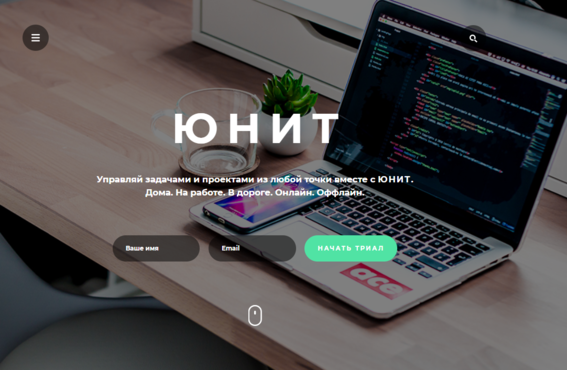 ЮНИТ
Управляй задачами и проектами из любой точки вместе с ЮНИТ.
Дома. На работе. В дороге. Онлайн. Оффлайн.
Ваше имя
Email
НАЧАТЬ ТРИАЛ
ace